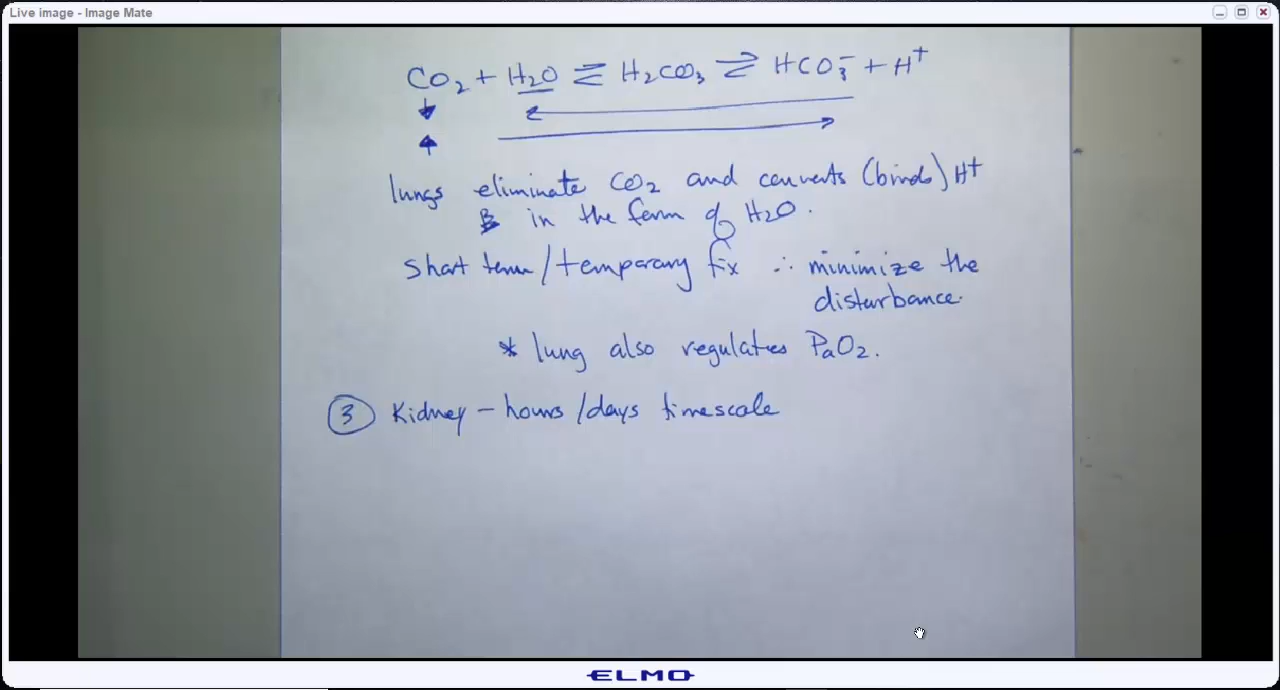 Live image - Image Mate
CO₂ + H₂O ⇌ H₂CO₃ ⇌ HCO₃⁻ + H⁺
lungs eliminate CO₂ and converts (binds) H⁺
in the form of H₂O.
Short term/temporary fix ∴ minimize the
disturbance.
* lung also regulates PaO₂.
③ Kidney - hours/days timescale
ELMO